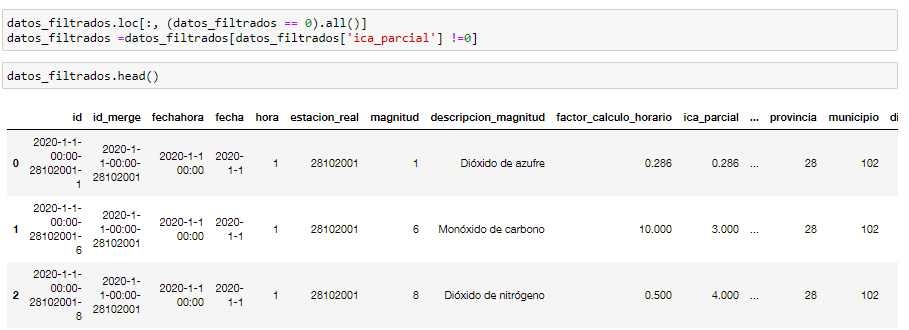 datos_filtrados.loc[:, (datos_filtrados == 0).all()]
datos_filtrados =datos_filtrados[datos_filtrados['ica_parcial'] !=0]
datos_filtrados.head()
id id_merge fechahora fecha hora estacion_real magnitud descripcion_magnitud factor_calculo_horario ica_parcial ... provincia municipio di
0 2020-1-1-00:00-28102001-1 2020-1-1-00:00-28102001 2020-1-1 00:00 2020-1-1 1 28102001 1 Dióxido de azufre 0.286 0.286 ... 28 102
1 2020-1-1-00:00-28102001-6 2020-1-1-00:00-28102001 2020-1-1 00:00 2020-1-1 1 28102001 6 Monóxido de carbono 10.000 3.000 ... 28 102
2 2020-1-1-00:00-28102001-8 2020-1-1-00:00-28102001 2020-1-1 00:00 2020-1-1 1 28102001 8 Dióxido de nitrógeno 0.500 4.000 ... 28 102